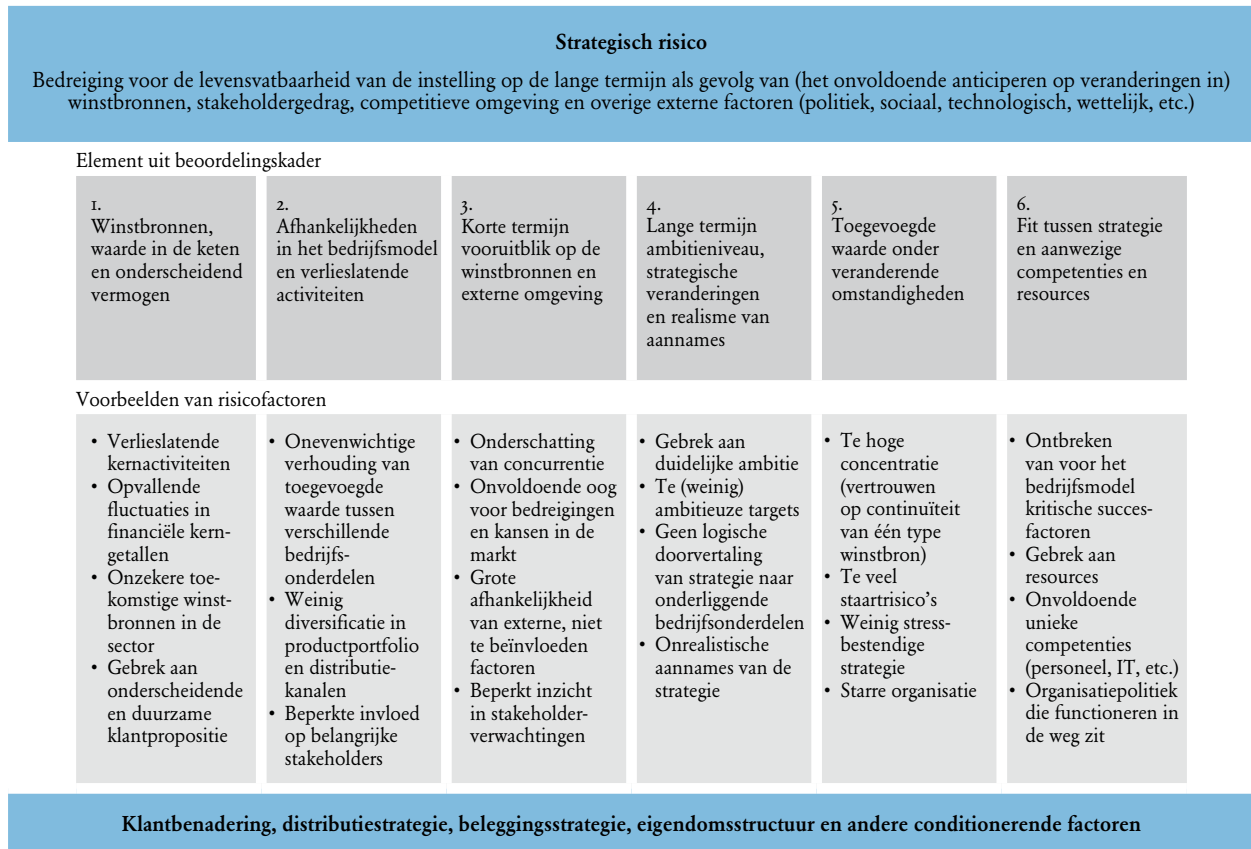 Strategisch risico
Bedreiging voor de levensvatbaarheid van de instelling op de lange termijn als gevolg van (het onvoldoende anticiperen op veranderingen in)
winstbronnen, stakeholdergedrag, competitieve omgeving en overige externe factoren (politiek, sociaal, technologisch, wettelijk, etc.)
Element uit beoordelingskader
1.
Winstbronnen,
waarde in de keten
en onderscheidend
vermogen
2.
Afhankelijkheden
in het bedrijfsmodel
en verlieslatende
activiteiten
3.
Korte termijn
vooruitblik op de
winstbronnen en
externe omgeving
4.
Lange termijn
ambitieniveau,
strategische
veranderingen
en realisme van
aannames
5.
Toegevoegde
waarde onder
veranderende
omstandigheden
6.
Fit tussen strategie
en aanwezige
competenties en
resources
Voorbeelden van risicofactoren
• Verlieslatende
kernactiviteiten
• Opvallende
fluctuaties in
financiële kern-
getallen
• Onzekere toe-
komstige winst-
bronnen in de
sector
• Gebrek aan
onderscheidende
en duurzame
klantpropositie
• Onevenwichtige
verhouding van
toegevoegde
waarde tussen
verschillende
bedrijfs-
onderdelen
• Weinig
diversificatie in
productportfolio
en distributie-
kanalen
• Beperkte invloed
op belangrijke
stakeholders
• Onderschatting
van concurrentie
• Onvoldoende oog
voor bedreigingen
en kansen in de
markt
• Grote
afhankelijkheid
van externe, niet
te beïnvloeden
factoren
• Beperkt inzicht
in stakeholder-
verwachtingen
• Gebrek aan
duidelijke ambitie
• Te (weinig)
ambitieuze targets
• Geen logische
doorvertaling
van strategie naar
onderliggende
bedrijfsonderdelen
• Onrealistische
aannames van de
strategie
• Te hoge
concentratie
(vertrouwen
op continuïteit
van één type
winstbron)
• Te veel
staartrisico's
• Weinig stress-
bestendige
strategie
• Starre organisatie
• Ontbreken
van voor het
bedrijfsmodel
kritische succes-
factoren
• Gebrek aan
resources
• Onvoldoende
unieke
competenties
(personeel, IT, etc.)
• Organisatiepolitiek
die functioneren in
de weg zit
Klantbenadering, distributiestrategie, beleggingsstrategie, eigendomsstructuur en andere conditionerende factoren